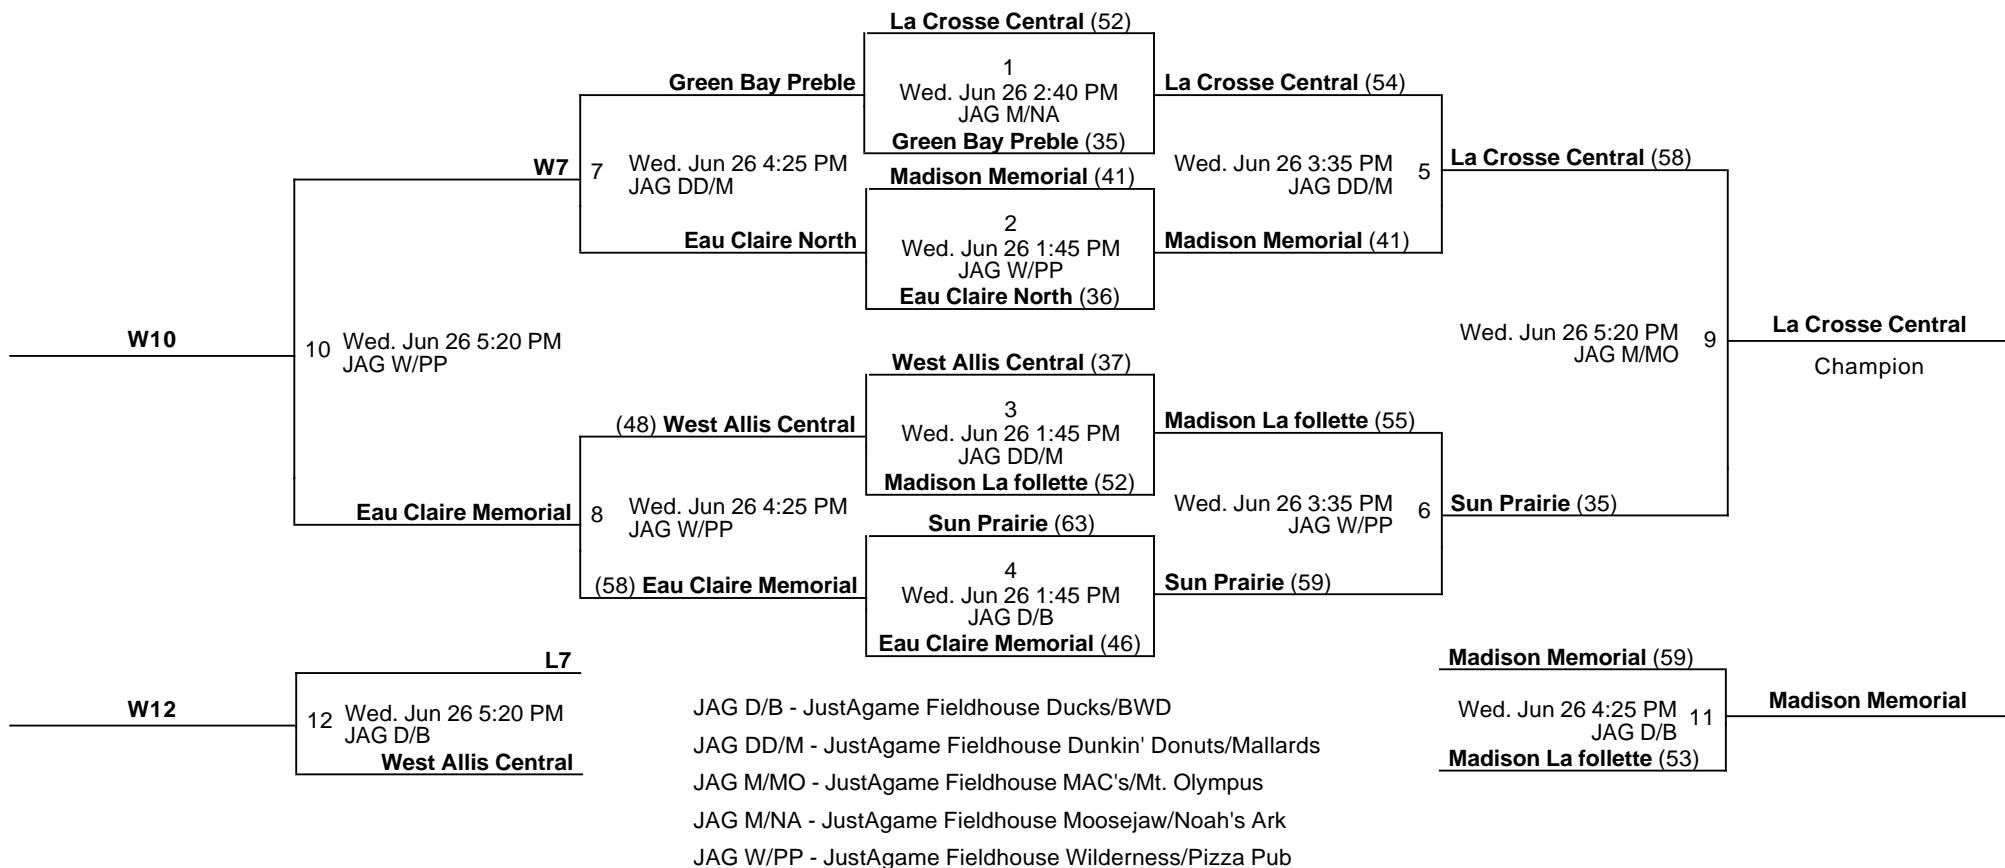 La Crosse Central (52)
1
Green Bay Preble
Wed. Jun 26 2:40 PM
La Crosse Central (54)
JAG M/NA
Green Bay Preble (35)
W7
7
Wed. Jun 26 4:25 PM
JAG DD/M
Madison Memorial (41)
Wed. Jun 26 3:35 PM
JAG DD/M
5
La Crosse Central (58)
2
Eau Claire North
Wed. Jun 26 1:45 PM
Madison Memorial (41)
JAG W/PP
Eau Claire North (36)
W10
10
Wed. Jun 26 5:20 PM
JAG W/PP
Wed. Jun 26 5:20 PM
JAG M/MO
9
La Crosse Central
Champion
West Allis Central (37)
3
(48) West Allis Central
Wed. Jun 26 1:45 PM
Madison La follette (55)
JAG DD/M
Madison La follette (52)
Eau Claire Memorial
8
Wed. Jun 26 4:25 PM
JAG W/PP
Wed. Jun 26 3:35 PM
JAG W/PP
6
Sun Prairie (35)
Sun Prairie (63)
4
(58) Eau Claire Memorial
Wed. Jun 26 1:45 PM
Sun Prairie (59)
JAG D/B
Eau Claire Memorial (46)
L7
W12
12
Wed. Jun 26 5:20 PM
JAG D/B
West Allis Central
Madison Memorial (59)
Wed. Jun 26 4:25 PM
JAG D/B
11
Madison Memorial
Madison La follette (53)
JAG D/B - JustAgame Fieldhouse Ducks/BWD
JAG DD/M - JustAgame Fieldhouse Dunkin' Donuts/Mallards
JAG M/MO - JustAgame Fieldhouse MAC's/Mt. Olympus
JAG M/NA - JustAgame Fieldhouse Moosejaw/Noah's Ark
JAG W/PP - JustAgame Fieldhouse Wilderness/Pizza Pub